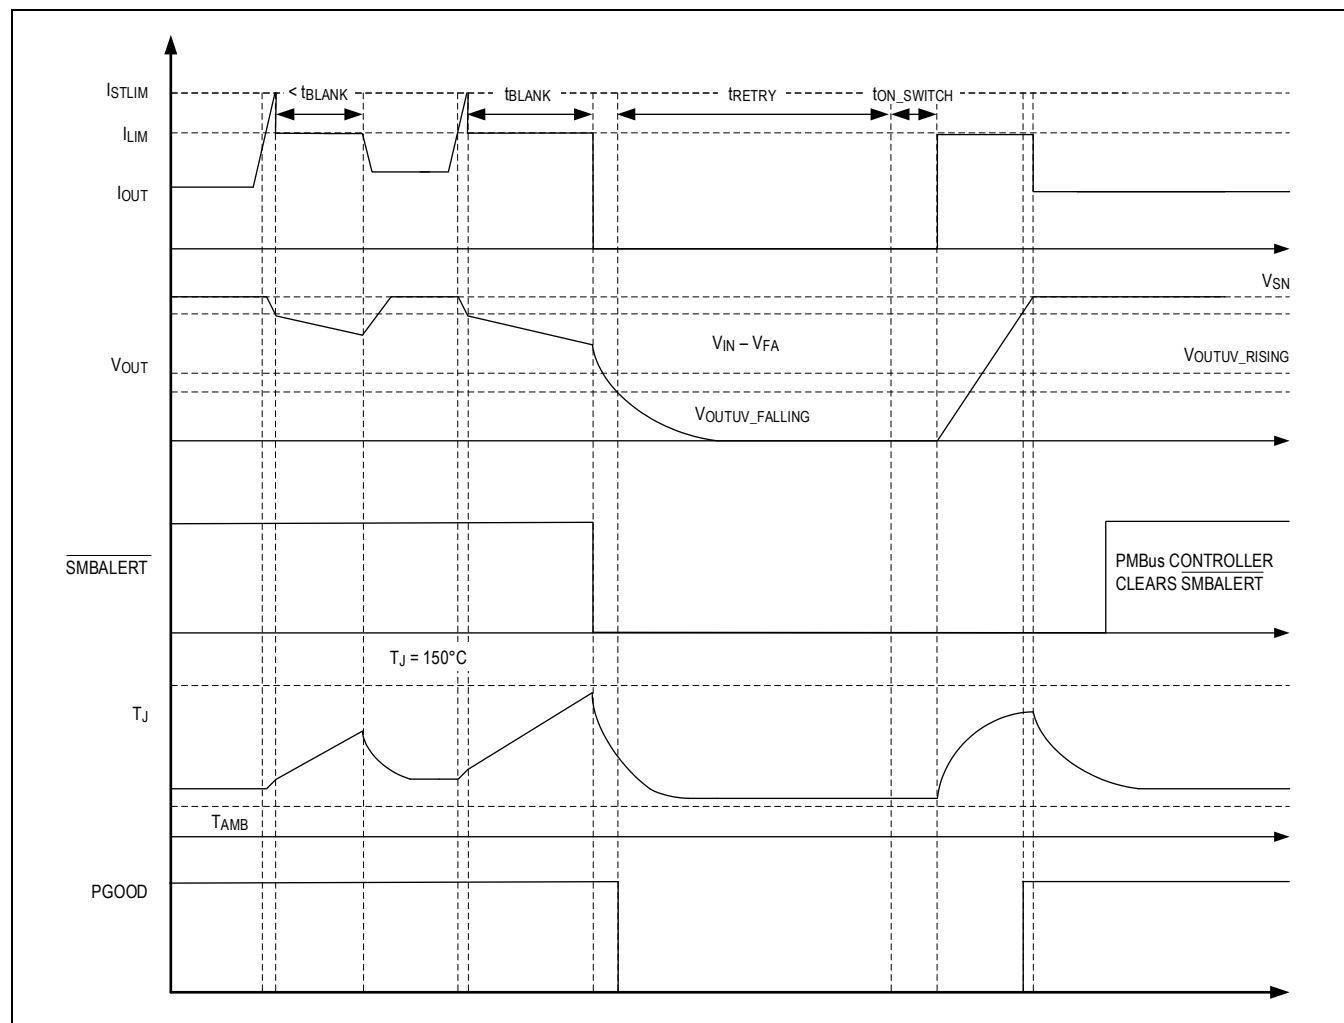 ISTLIM
< tBLANK
tBLANK
tRETRY
tON_SWITCH
ILIM
IOUT
VSN
VIN – VFA
VOUT
VOUTUV_RISING
VOUTUV_FALLING
SMBALERT
PMBus CONTROLLER
CLEARS SMBALERT
TJ = 150°C
TJ
TAMB
PGOOD